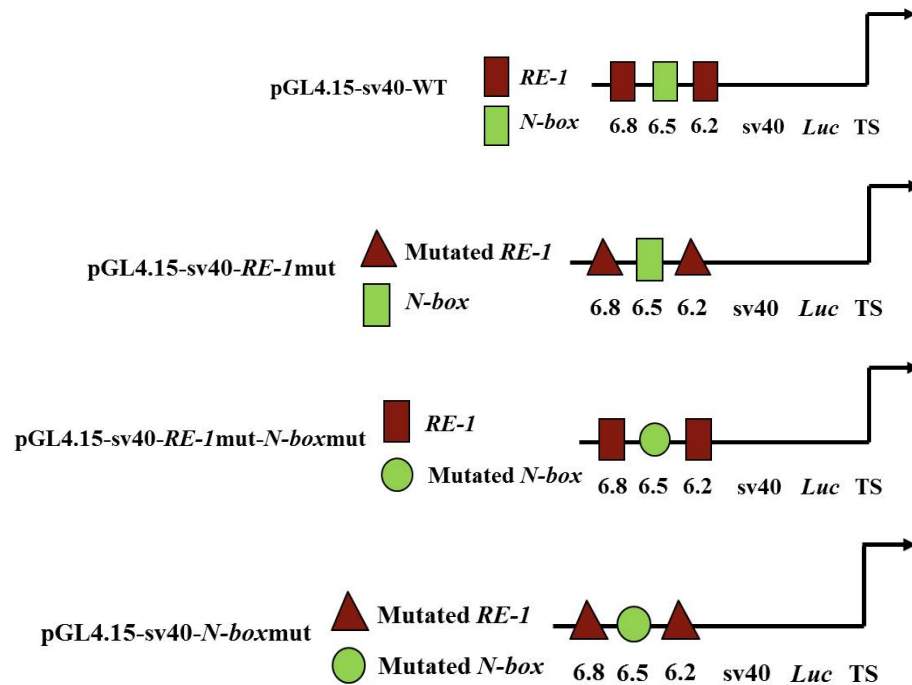 pGL4.15-sv40-WT
RE-1
N-box
6.8 6.5 6.2 sv40 Luc TS
pGL4.15-sv40-RE-1mut
Mutated RE-1
N-box
6.8 6.5 6.2 sv40 Luc TS
pGL4.15-sv40-RE-1mut-N-boxmut
RE-1
Mutated N-box
6.8 6.5 6.2 sv40 Luc TS
pGL4.15-sv40-N-boxmut
Mutated RE-1
Mutated N-box
6.8 6.5 6.2 sv40 Luc TS